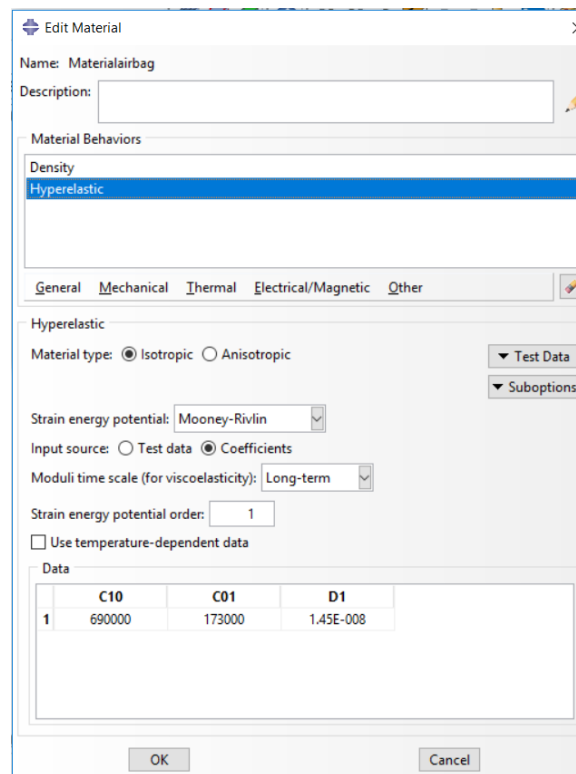 Edit Material
Name: Materialairbag
Description:
Material Behaviors
Density
Hyperelastic
General Mechanical Thermal Electrical/Magnetic Other
Hyperelastic
Material type: Isotropic Anisotropic
Test Data
Suboptions
Strain energy potential: Mooney-Rivlin
Input source: Test data Coefficients
Moduli time scale (for viscoelasticity): Long-term
Strain energy potential order: 1
Use temperature-dependent data
Data
C10 C01 D1
1 690000 173000 1.45E-008
OK Cancel